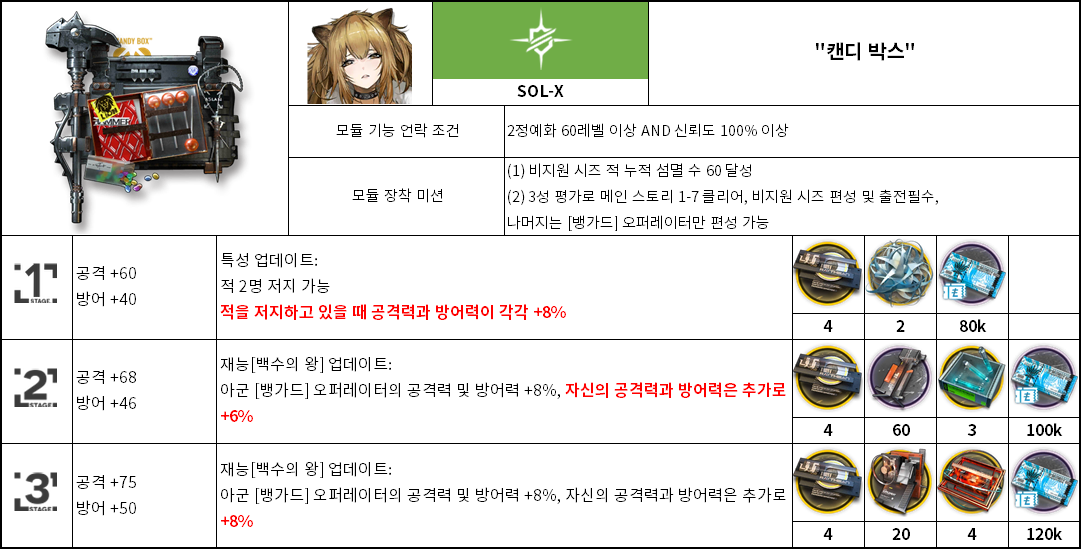 CANDY BOX"
"캔디 박스"
SOL-X
모듈 기능 연락 조건
2정예화 60레벨 이상 AND 신뢰도 100% 이상
모듈 장착 미션
(1) 비지원 시즈 적 누적 섬멸 수 60 달성
(2) 3성 평가로 메인 스토리 1-7 클리어, 비지원 시즈 편성 및 출전필수,
나머지는 [뱅가드] 오퍼레이터만 편성 가능
1
STAGE
공격 +60
방어 +40
특성 업데이트:
적 2명 저지 가능
적을 저지하고 있을 때 공격력과 방어력이 각각 +8%
4
2
80k
2
STAGE
공격 +68
방어 +46
재능[백수의 왕] 업데이트:
아군 [뱅가드] 오퍼레이터의 공격력 및 방어력 +8%, 자신의 공격력과 방어력은 추가로
+6%
4
60
3
100k
3
STAGE
공격 +75
방어 +50
재능[백수의 왕] 업데이트:
아군 [뱅가드] 오퍼레이터의 공격력 및 방어력 +8%, 자신의 공격력과 방어력은 추가로
+8%
4
20
4
120k